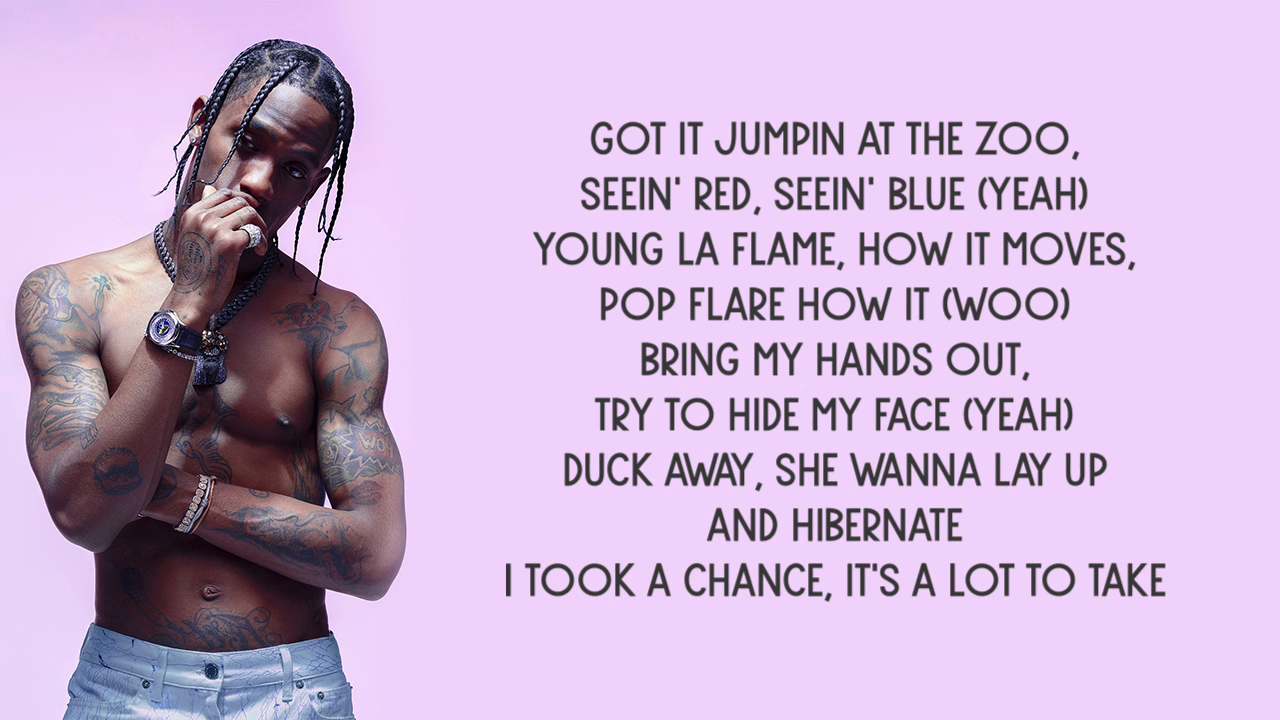 GOT IT JUMPIN AT THE ZOO,
SEEIN' RED, SEEIN' BLUE (YEAH)
YOUNG LA FLAME, HOW IT MOVES,
POP FLARE HOW IT (WOO)
BRING MY HANDS OUT,
TRY TO HIDE MY FACE (YEAH)
DUCK AWAY, SHE WANNA LAY UP
AND HIBERNATE
I TOOK A CHANCE, IT'S A LOT TO TAKE